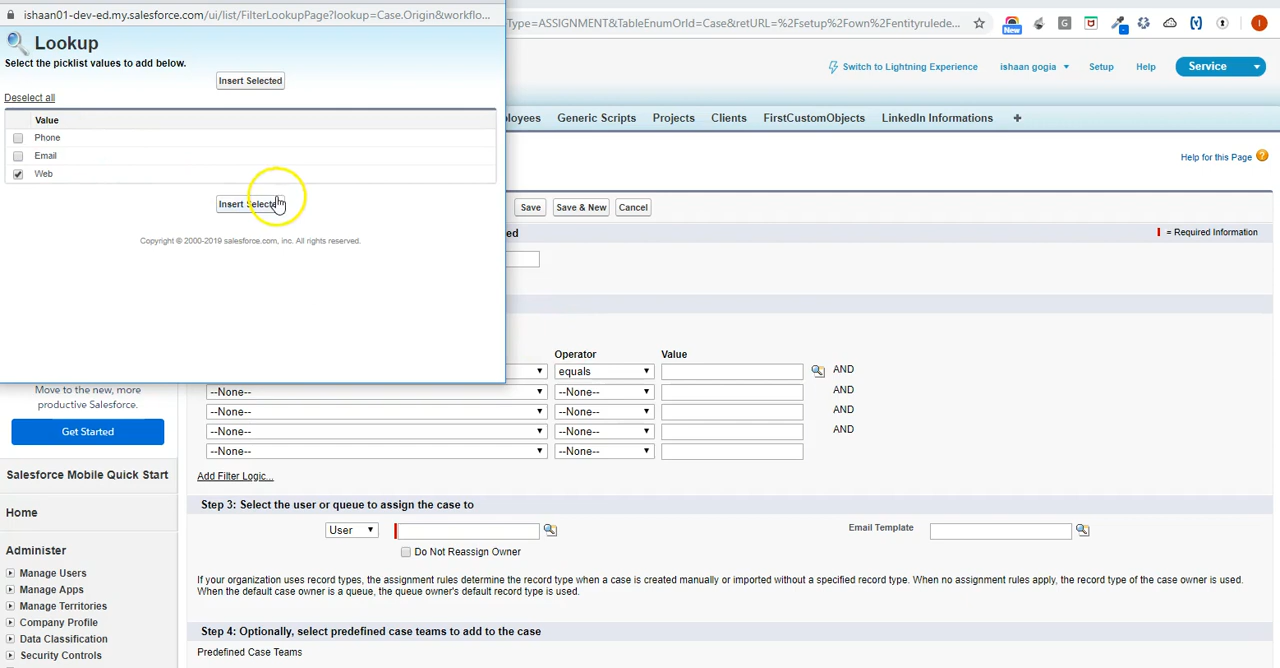 ishaan01-dev-ed.my.salesforce.com/ui/list/FilterLookupPage?lookup=Case.Origin&workflo...
Type=ASSIGNMENT&TableEnumOrId=Case&retURL=%2Fsetup%2Fown%2Fentityrulede...
New
Lookup
Select the picklist values to add below.
Insert Selected
Deselect all
Value
Phone
Email
Web
Insert Selected
Copyright © 2000-2019 salesforce.com, inc. All rights reserved.
Switch to Lightning Experience
ishaan gogia
Setup
Help
Service
ployees
Generic Scripts
Projects
Clients
FirstCustomObjects
LinkedIn Informations
+
Help for this Page
Save
Save & New
Cancel
ed
= Required Information
Operator
Value
equals
AND
--None--
--None--
AND
--None--
--None--
AND
--None--
--None--
AND
--None--
--None--
Add Filter Logic...
Step 3: Select the user or queue to assign the case to
User
Email Template
Do Not Reassign Owner
If your organization uses record types, the assignment rules determine the record type when a case is created manually or imported without a specified record type. When no assignment rules apply, the record type of the case owner is used.
When the default case owner is a queue, the queue owner's default record type is used.
Step 4: Optionally, select predefined case teams to add to the case
Predefined Case Teams
Move to the new, more
productive Salesforce.
Get Started
Salesforce Mobile Quick Start
Home
Administer
Manage Users
Manage Apps
Manage Territories
Company Profile
Data Classification
Security Controls